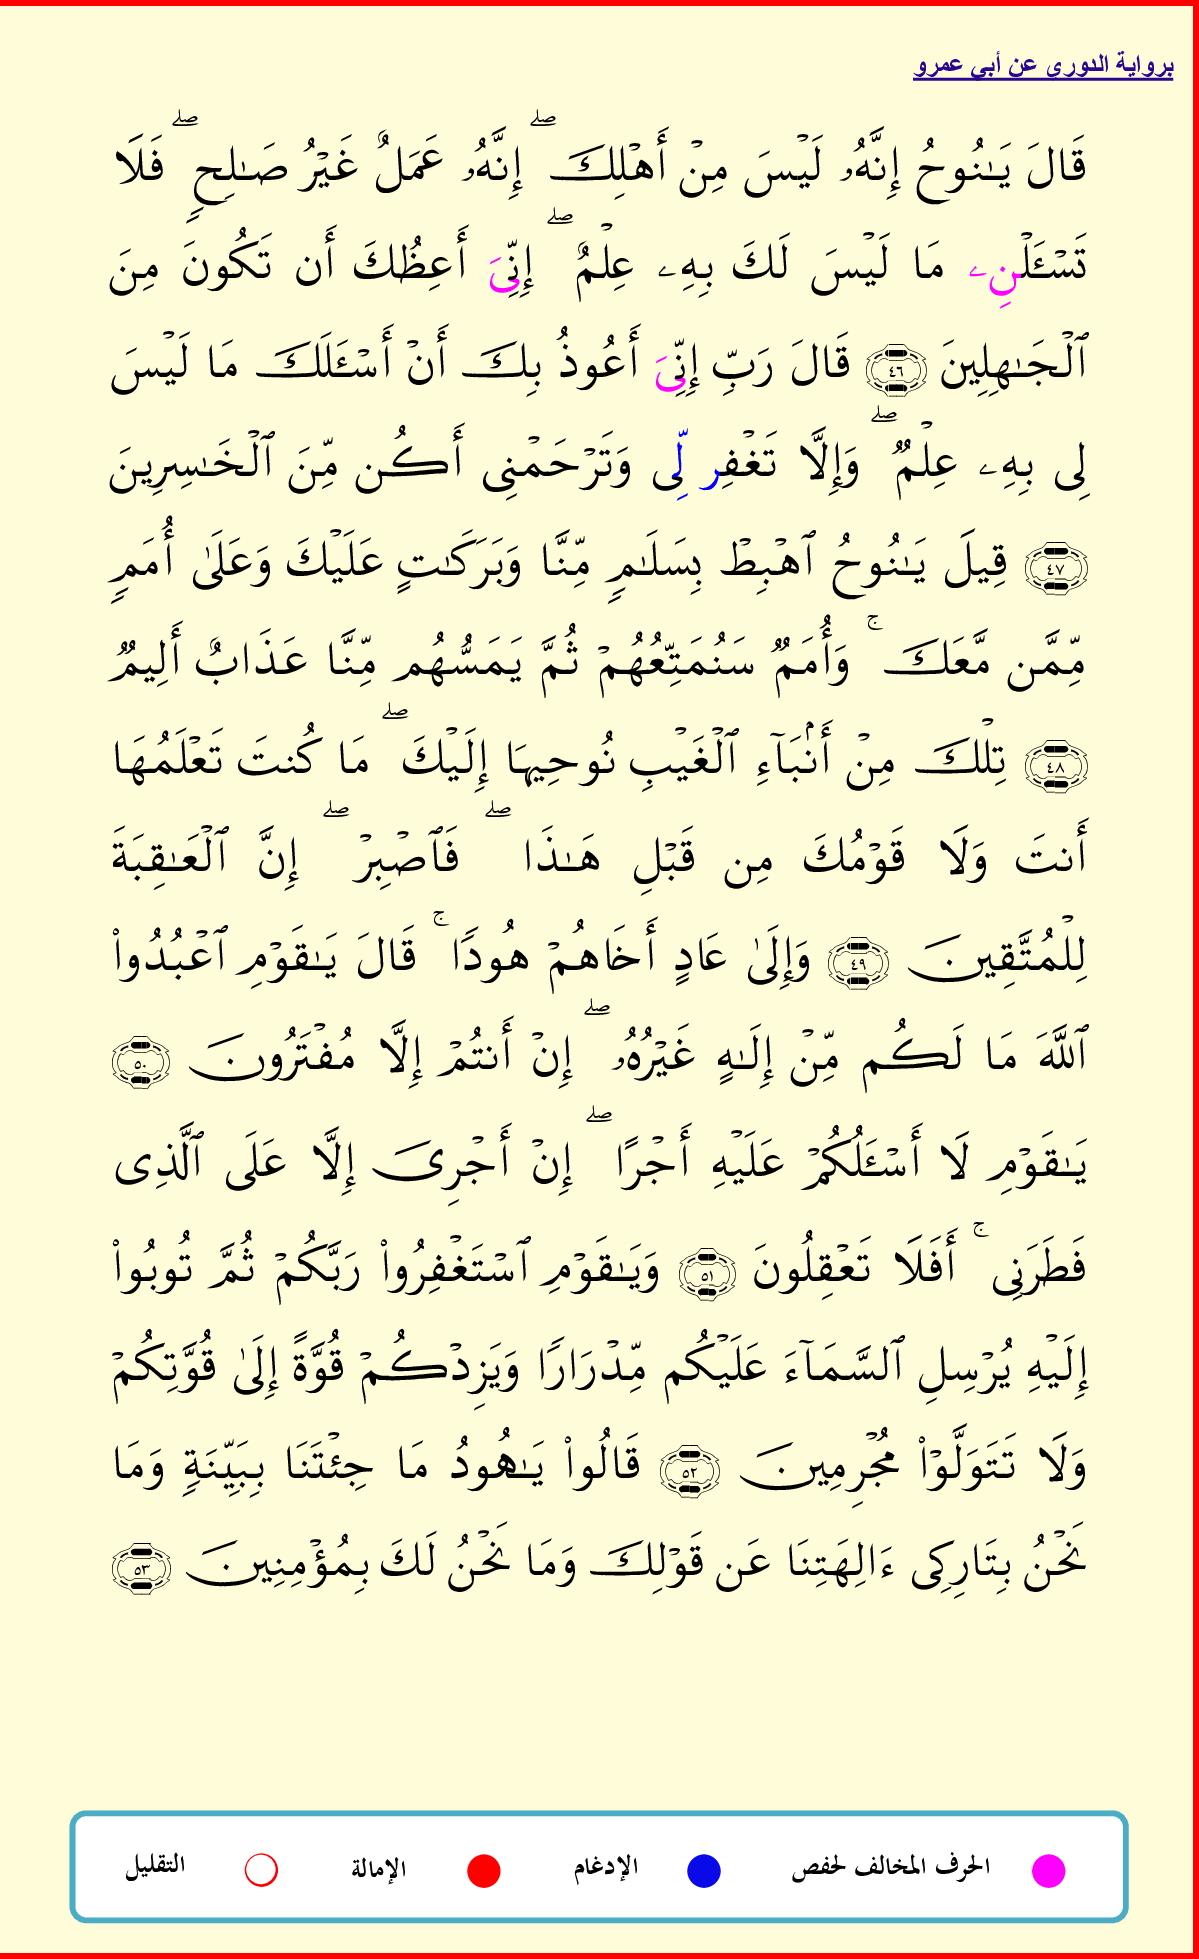 برواية الدورى عن أبى عمرو
قَالَ يَـٰنُوحُ إِنَّهُۥ لَيْسَ مِنْ أَهْلِكَ ۖ إِنَّهُۥ عَمَلٌ غَيْرُ صَـٰلِحٍ ۖ فَلَا
تَسْـَٔلْنِۦ مَا لَيْسَ لَكَ بِهِۦ عِلْمٌ ۖ إِنِّىَ أَعِظُكَ أَن تَكُونَ مِنَ
ٱلْجَـٰهِلِينَ ٤٦ قَالَ رَبِّ إِنِّىَ أَعُوذُ بِكَ أَنْ أَسْـَٔلَكَ مَا لَيْسَ
لِى بِهِۦ عِلْمٌ ۖ وَإِلَّا تَغْفِر لِّى وَتَرْحَمْنِى أَكُن مِّنَ ٱلْخَـٰسِرِينَ
٤٧ قِيلَ يَـٰنُوحُ ٱهْبِطْ بِسَلَـٰمٍ مِّنَّا وَبَرَكَـٰتٍ عَلَيْكَ وَعَلَىٰ أُمَمٍ
مِّمَّن مَّعَكَ ۚ وَأُمَمٌ سَنُمَتِّعُهُمْ ثُمَّ يَمَسُّهُم مِّنَّا عَذَابٌ أَلِيمٌ
٤٨ تِلْكَ مِنْ أَنۢبَآءِ ٱلْغَيْبِ نُوحِيهَا إِلَيْكَ ۖ مَا كُنتَ تَعْلَمُهَا
أَنتَ وَلَا قَوْمُكَ مِن قَبْلِ هَـٰذَا ۖ فَٱصْبِرْ ۖ إِنَّ ٱلْعَـٰقِبَةَ
لِلْمُتَّقِينَ ٤٩ وَإِلَىٰ عَادٍ أَخَاهُمْ هُودًا ۚ قَالَ يَـٰقَوْمِ ٱعْبُدُوا۟
ٱللَّهَ مَا لَكُم مِّنْ إِلَـٰهٍ غَيْرُهُۥ ۖ إِنْ أَنتُمْ إِلَّا مُفْتَرُونَ ٥٠
يَـٰقَوْمِ لَا أَسْـَٔلُكُمْ عَلَيْهِ أَجْرًا ۖ إِنْ أَجْرِىَ إِلَّا عَلَى ٱلَّذِى
فَطَرَنِى ۚ أَفَلَا تَعْقِلُونَ ٥١ وَيَـٰقَوْمِ ٱسْتَغْفِرُوا۟ رَبَّكُمْ ثُمَّ تُوبُوا۟
إِلَيْهِ يُرْسِلِ ٱلسَّمَآءَ عَلَيْكُم مِّدْرَارًا وَيَزِدْكُمْ قُوَّةً إِلَىٰ قُوَّتِكُمْ
وَلَا تَتَوَلَّوْا۟ مُجْرِمِينَ ٥٢ قَالُوا۟ يَـٰهُودُ مَا جِئْتَنَا بِبَيِّنَةٍ وَمَا
نَحْنُ بِتَارِكِى ءَالِهَتِنَا عَن قَوْلِكَ وَمَا نَحْنُ لَكَ بِمُؤْمِنِينَ ٥٣
الحرف المخالف لحفص الإدغام الإمالة التقليل